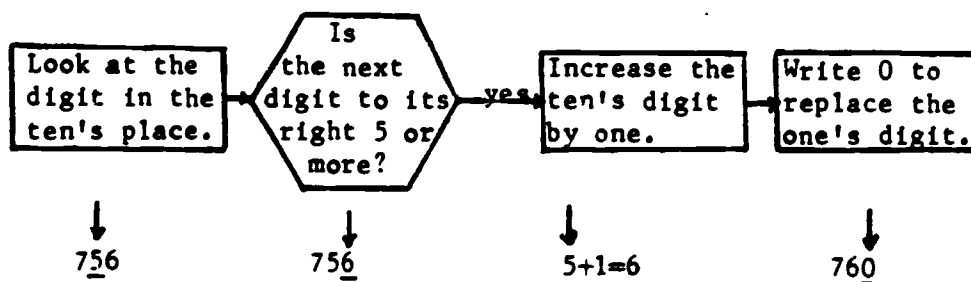 Look at the
digit in the
ten's place.
Is
the next
digit to its
right 5 or
more?
yes
Increase the
ten's digit
by one.
Write 0 to
replace the
one's digit.
756
756
5+1=6
760